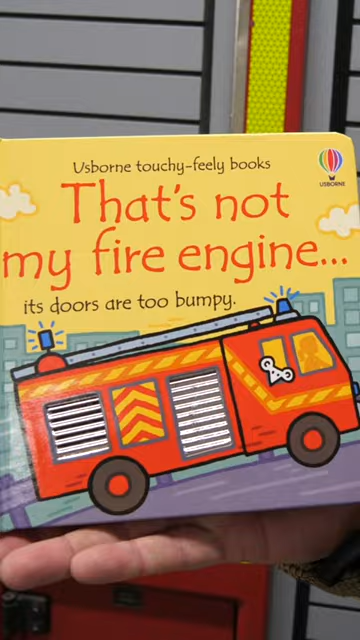 Usborne touchy-feely books
USBORNE
That's not
my fire engine...
its doors are too bumpy.